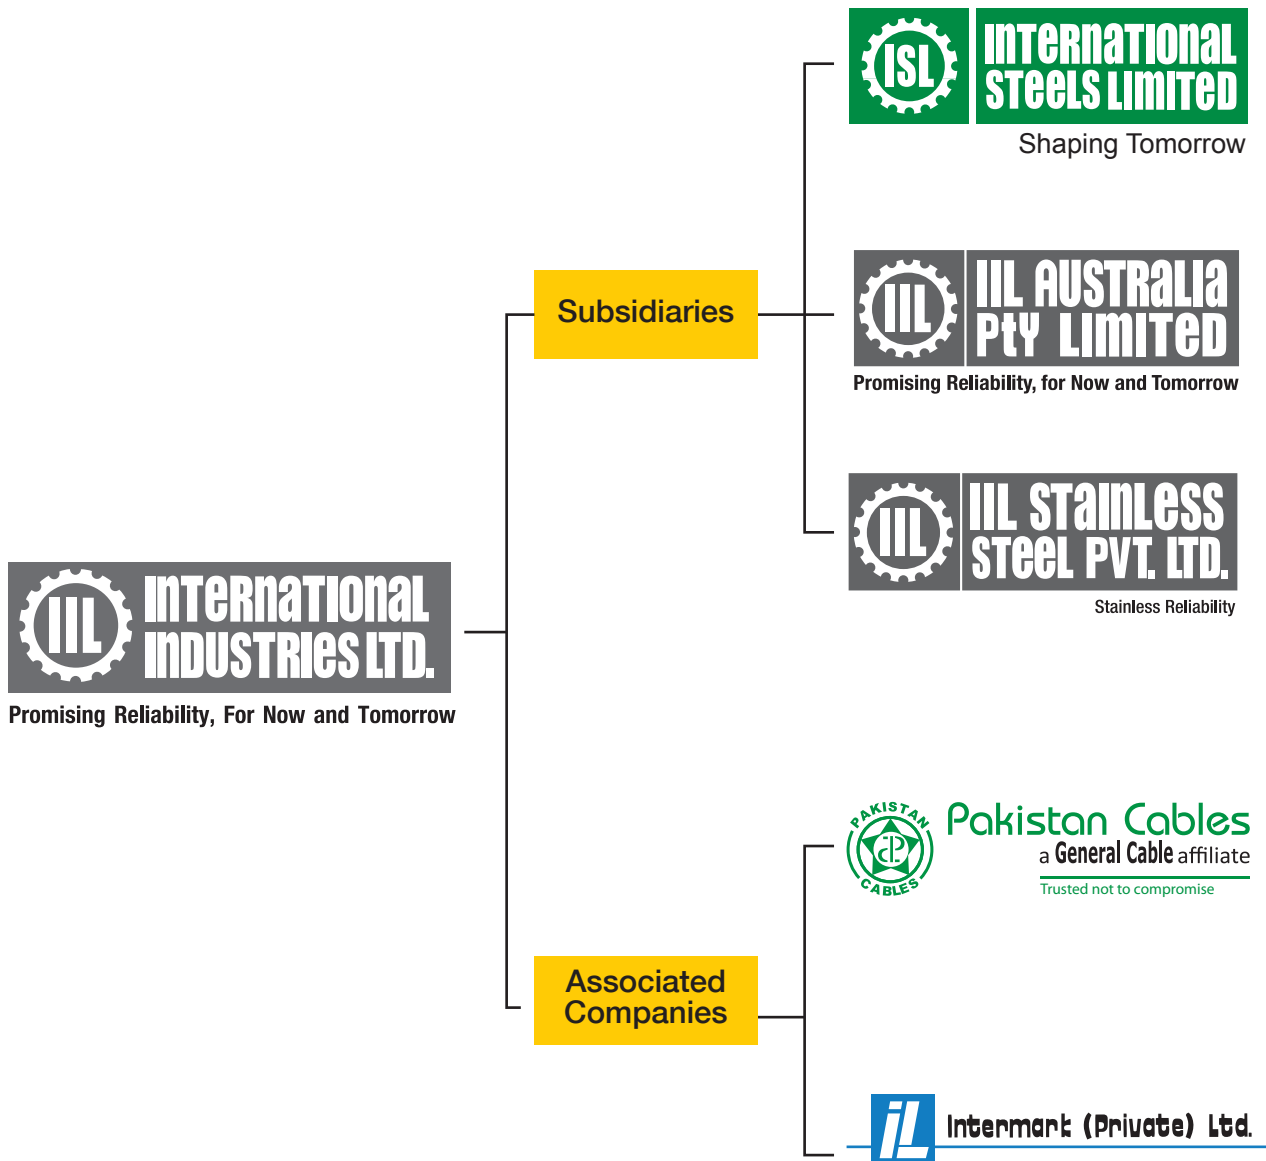 ISL
INTERNATIONAL
STEELS LIMITED
Shaping Tomorrow
Subsidiaries
IIL
IIL AUSTRALIA
PtY LIMITED
Promising Reliability, for Now and Tomorrow
IIL
IIL STAINLESS
STEEL PVT. LTD.
Stainless Reliability
IIL
INTERNATIONAL
INDUSTRIES LTD.
Promising Reliability, For Now and Tomorrow
PAKISTAN
CABLES
Pakistan Cables
a General Cable affiliate
Trusted not to compromise
Associated
Companies
iL
Intermark (Private) Ltd.